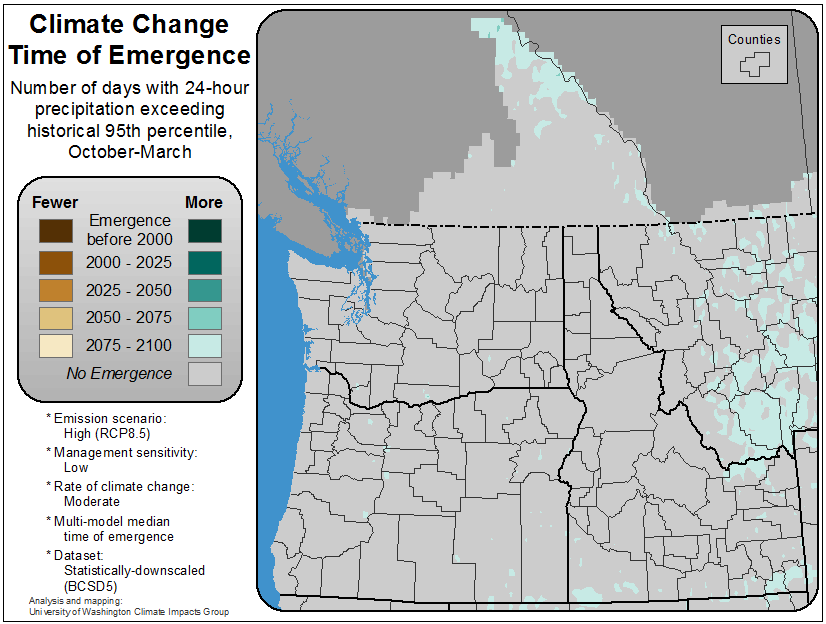 Climate Change
Time of Emergence
Number of days with 24-hour
precipitation exceeding
historical 95th percentile,
October-March
Fewer More
Emergence
before 2000
2000 - 2025
2025 - 2050
2050 - 2075
2075 - 2100
No Emergence
* Emission scenario:
High (RCP8.5)
* Management sensitivity:
Low
* Rate of climate change:
Moderate
* Multi-model median
time of emergence
* Dataset:
Statistically-downscaled
(BCSD5)
Analysis and mapping:
University of Washington Climate Impacts Group
Counties